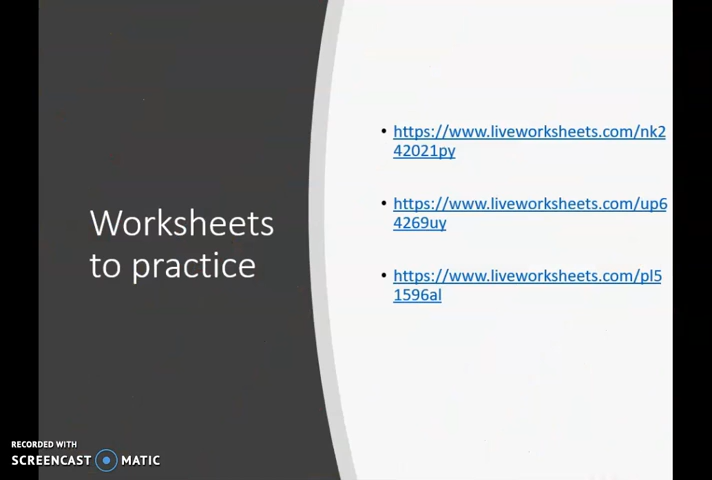 Worksheets
to practice
https://www.liveworksheets.com/nk2
42021py
https://www.liveworksheets.com/up6
4269uy
https://www.liveworksheets.com/pl5
1596al
RECORDED WITH
SCREENCAST MATIC